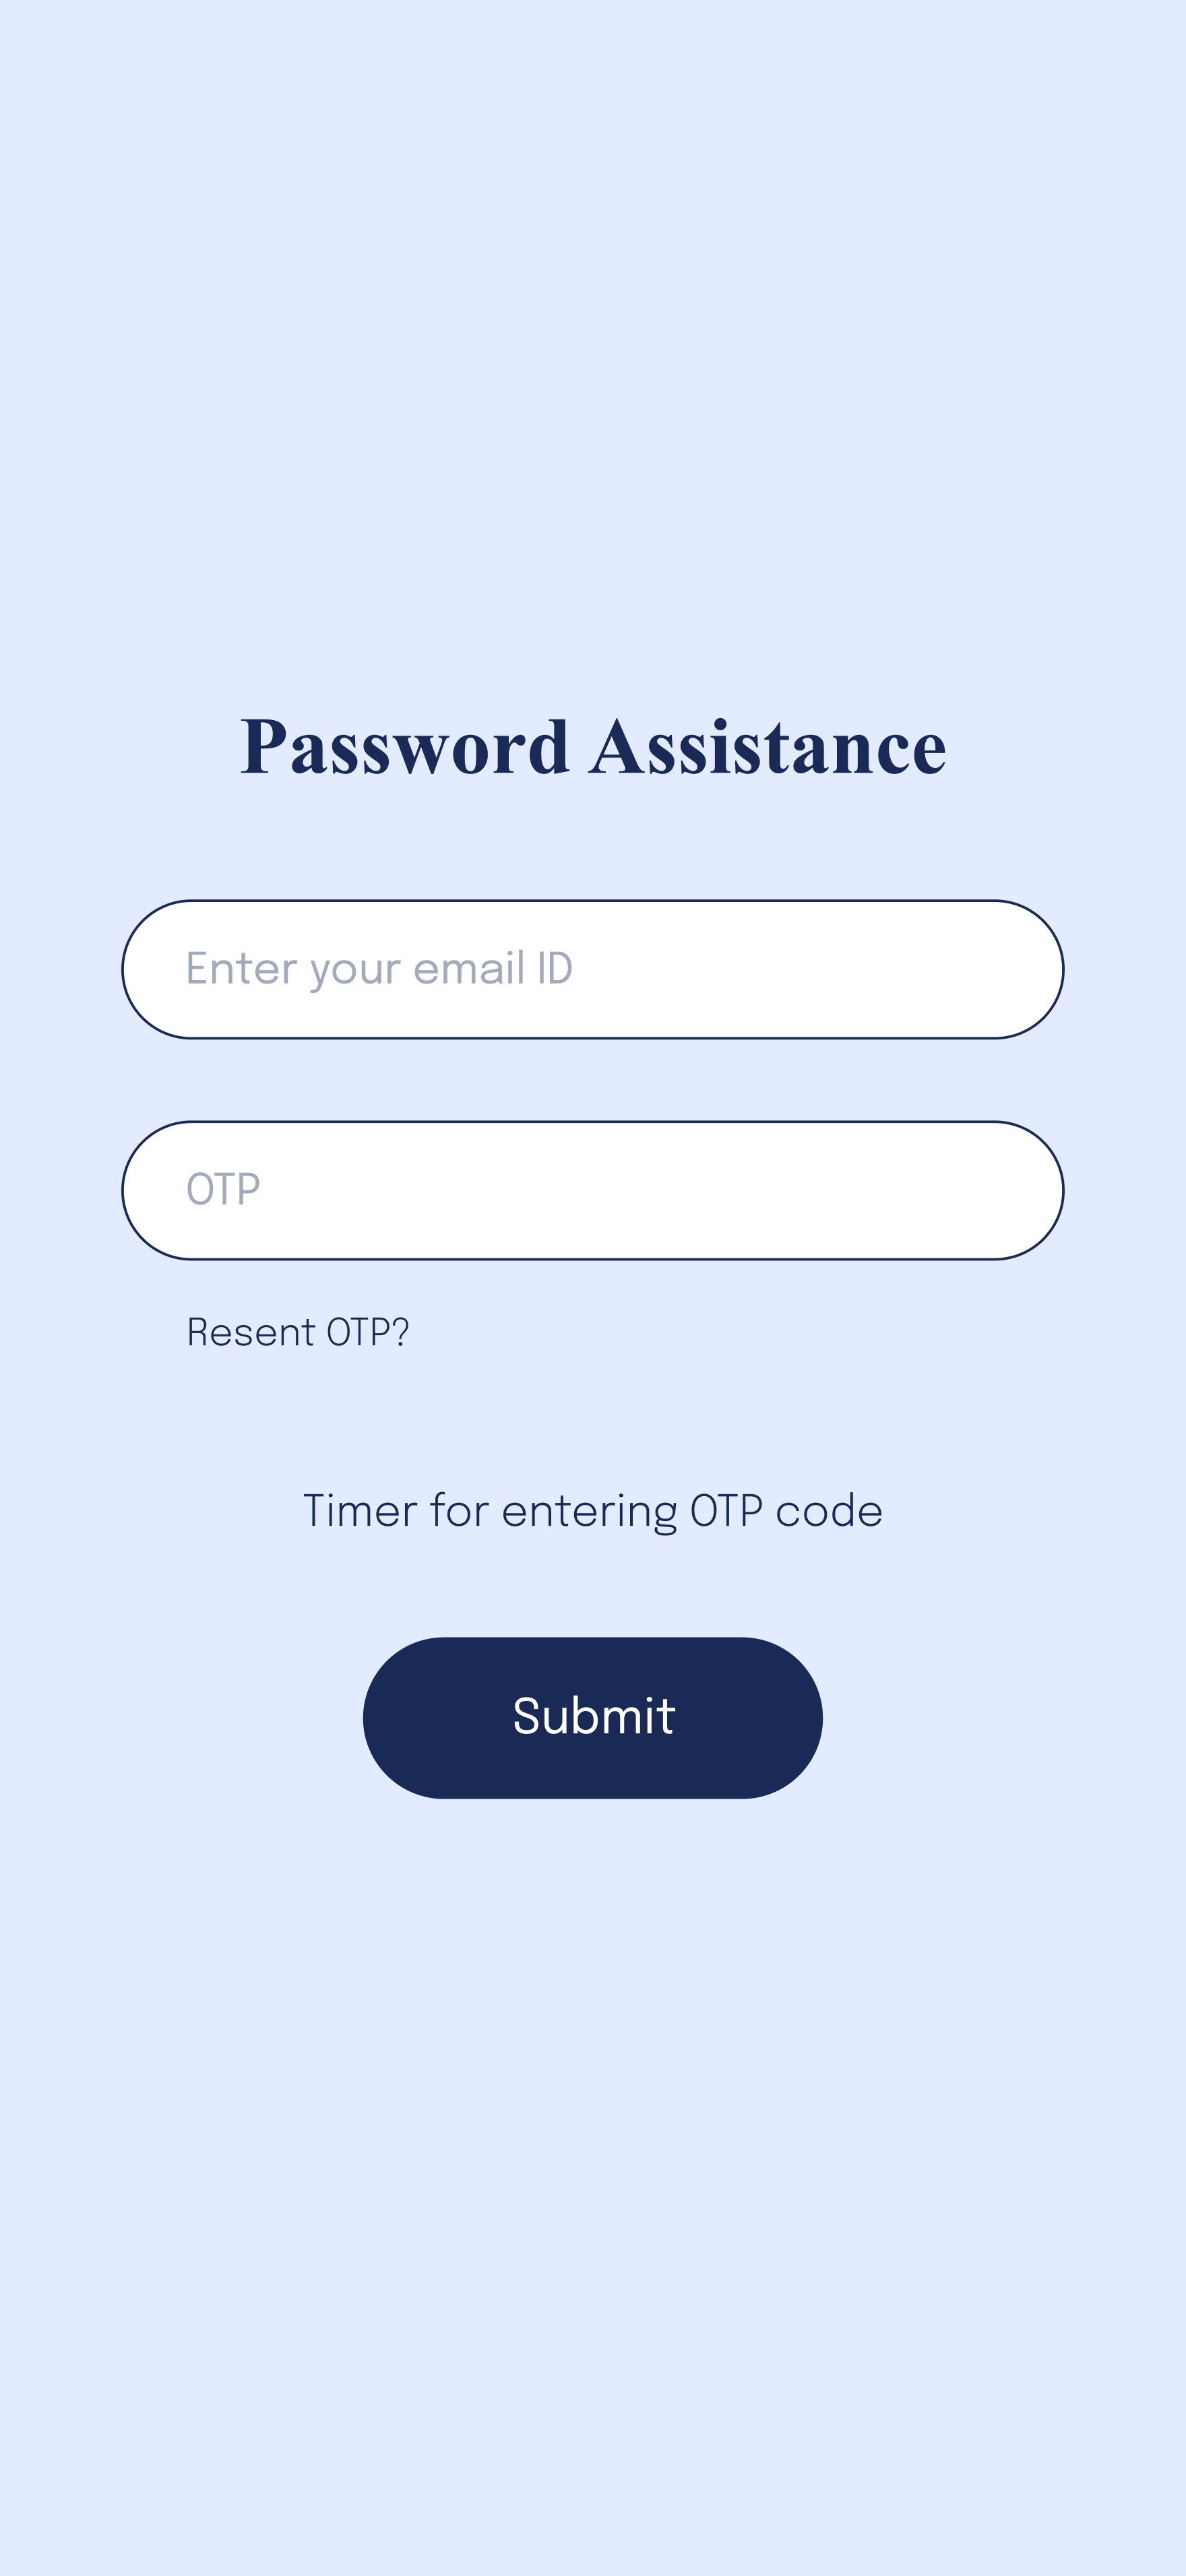 Password Assistance
Enter your email ID
OTP
Resent OTP?
Timer for entering OTP code
Submit